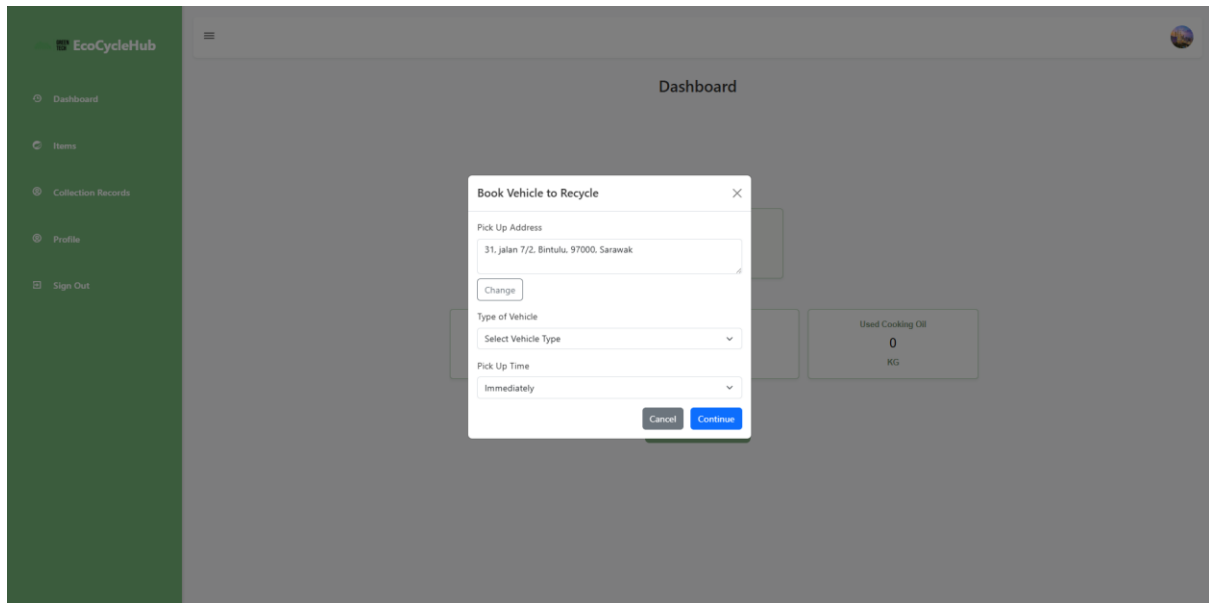 GREEN
TECH
EcoCycleHub
Dashboard
Items
Collection Records
Profile
Sign Out
Dashboard
Book Vehicle to Recycle
Pick Up Address
31, jalan 7/2, Bintulu, 97000, Sarawak
Change
Type of Vehicle
Select Vehicle Type
Pick Up Time
Immediately
Cancel
Continue
Used Cooking Oil
0
KG